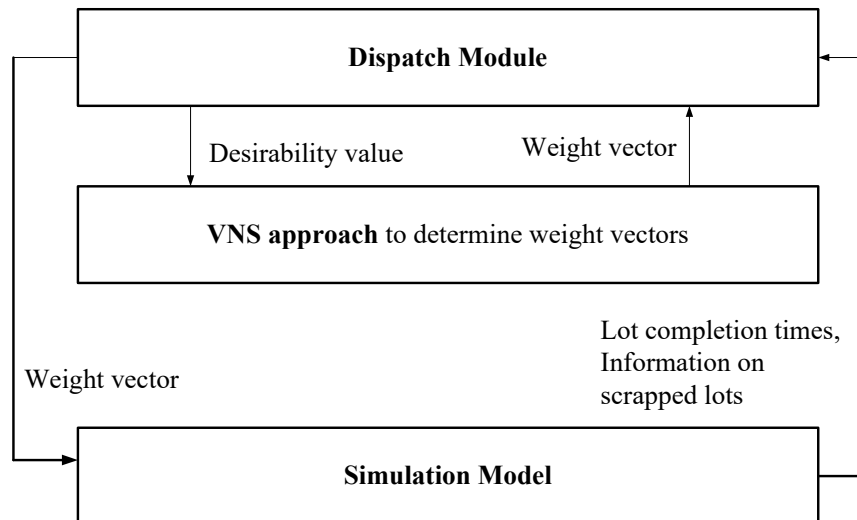 Dispatch Module
Desirability value
Weight vector
VNS approach to determine weight vectors
Lot completion times,
Information on
scrapped lots
Weight vector
Simulation Model